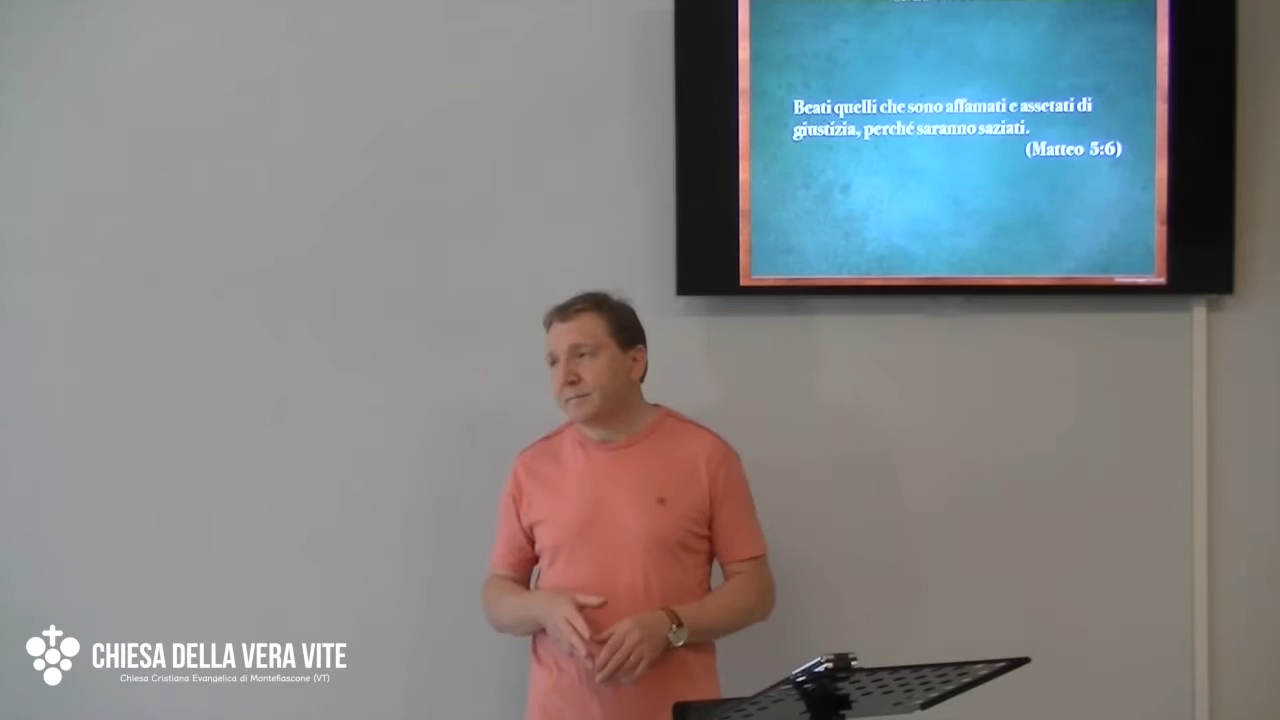 Beati quelli che sono affamati e assetati di
giustizia, perché saranno saziati.
(Matteo 5:6)
CHIESA DELLA VERA VITE
Chiesa Cristiana Evangelica di Montefiascone (VT)